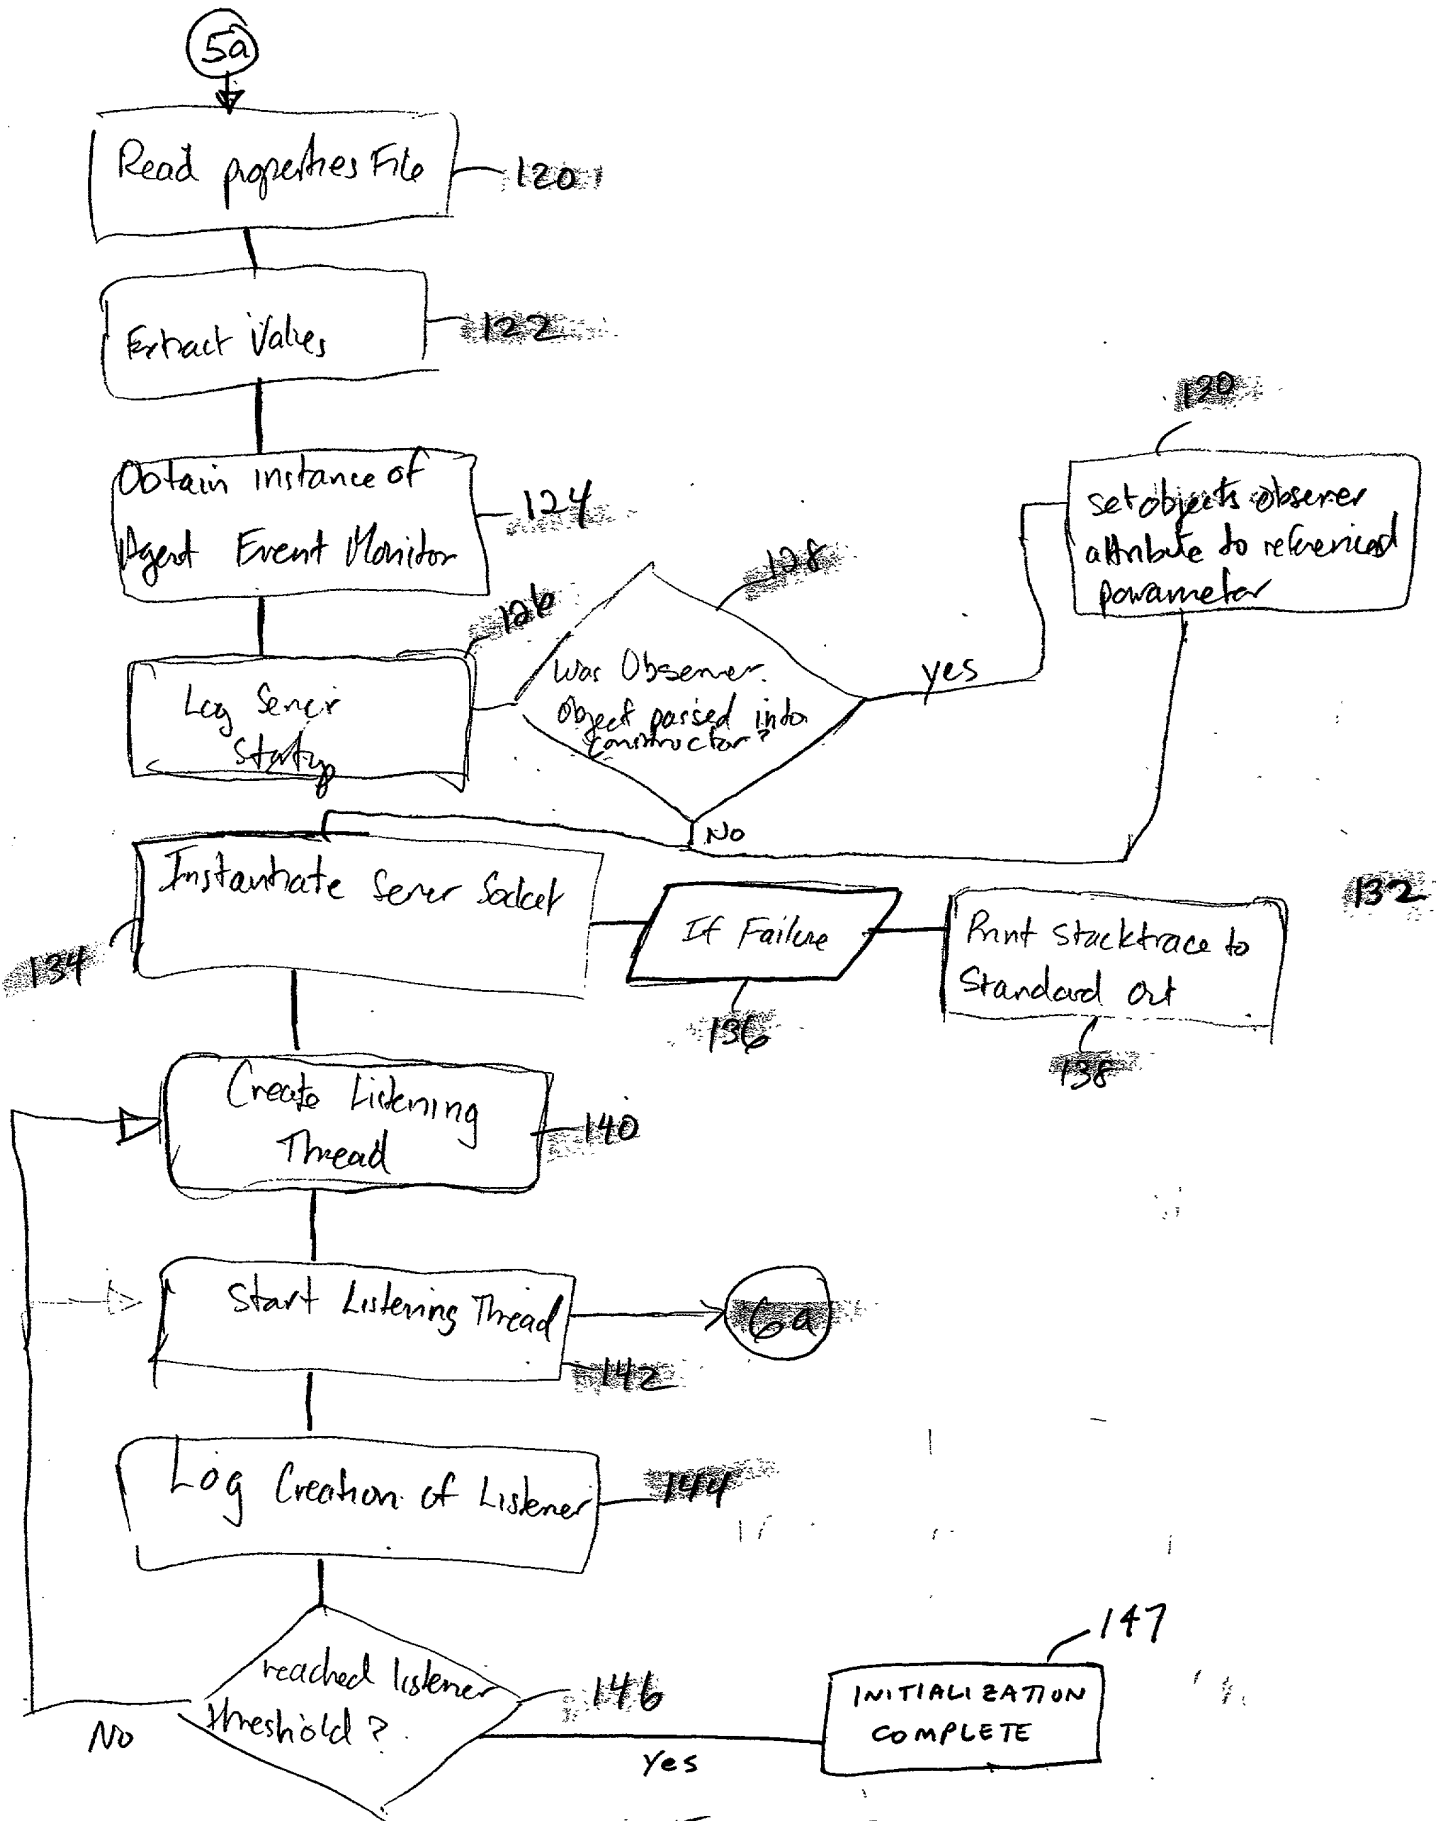 5a
Read properties File
120
Extract Values
122
Obtain instance of
Agent Event Monitor
124
Log Server
Startup
126
Was Observer
Object passed into
constructor?
128
yes
No
set objects observer
attribute to referenced
parameter
Instantiate Server Socket
134
If Failure
136
Print Stacktrace to
Standard Out
138
132
Create Listening
Thread
140
Start Listening Thread
142
6a
Log Creation of Listener
144
reached listener
threshold?
146
No
Yes
INITIALIZATION
COMPLETE
147